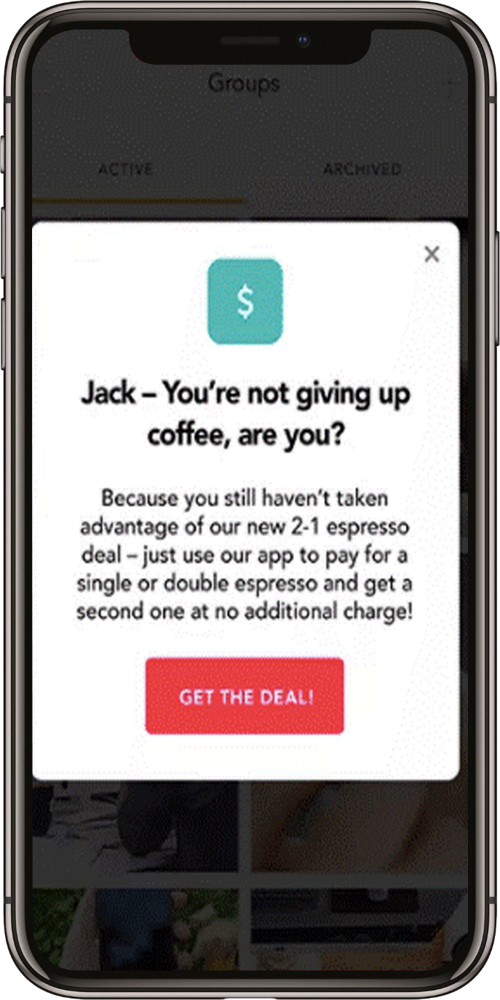 Groups
ACTIVE ARCHIVED
×
$
Jack – You’re not giving up
coffee, are you?
Because you still haven’t taken
advantage of our new 2-1 espresso
deal – just use our app to pay for a
single or double espresso and get a
second one at no additional charge!
GET THE DEAL!